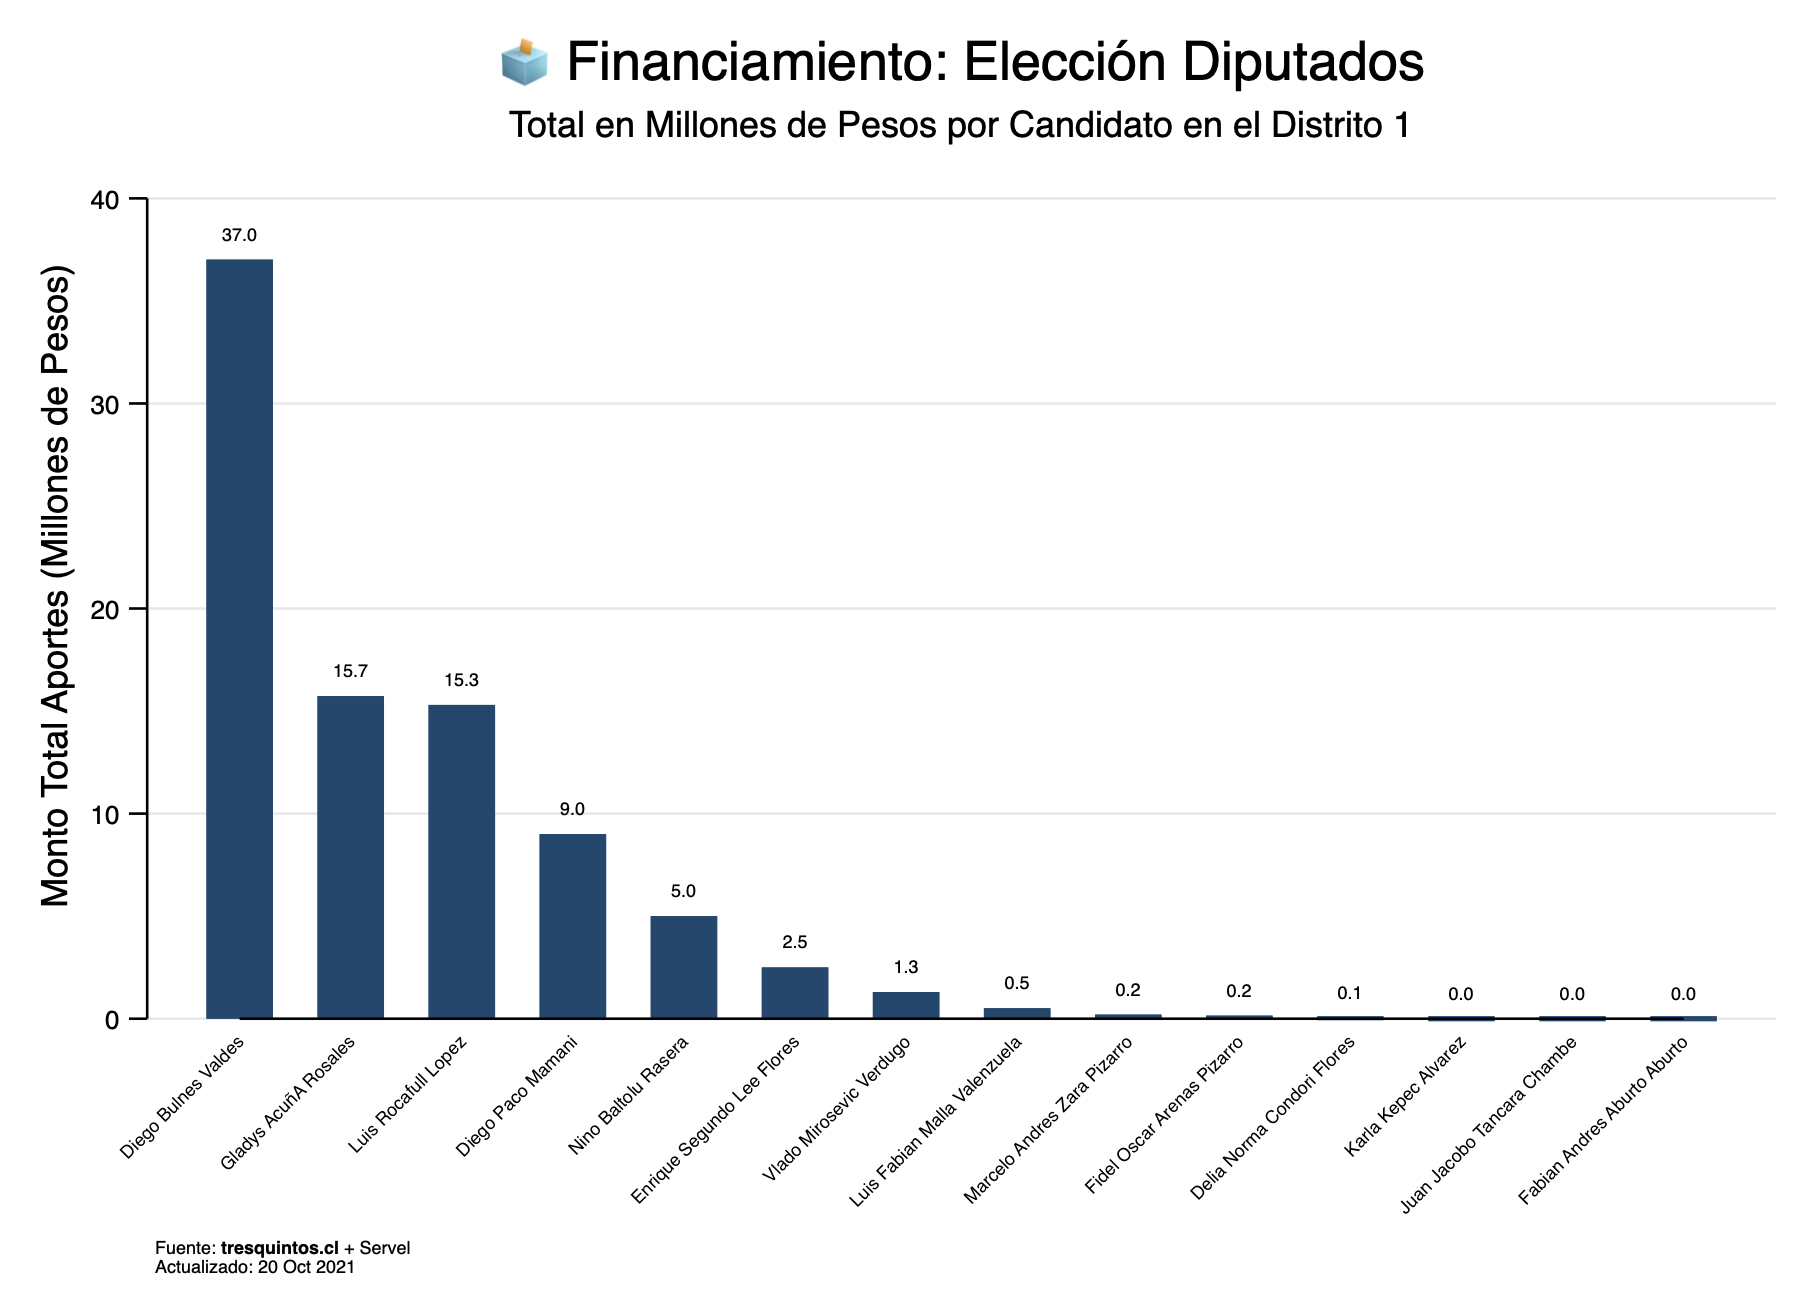 Financiamiento: Elección Diputados
Total en Millones de Pesos por Candidato en el Distrito 1
Monto Total Aportes (Millones de Pesos)
40
30
20
10
0
37.0
15.7
15.3
9.0
5.0
2.5
1.3
0.5
0.2
0.2
0.1
0.0
0.0
0.0
Diego Bulnes Valdes
Gladys AcuñA Rosales
Luis Rocafull Lopez
Diego Paco Mamani
Nino Baltolu Rasera
Enrique Segundo Lee Flores
Vlado Mirosevic Verdugo
Luis Fabian Malla Valenzuela
Marcelo Andres Zara Pizarro
Fidel Oscar Arenas Pizarro
Delia Norma Condori Flores
Karla Kepec Alvarez
Juan Jacobo Tancara Chambe
Fabian Andres Aburto Aburto
Fuente: tresquintos.cl + Servel
Actualizado: 20 Oct 2021